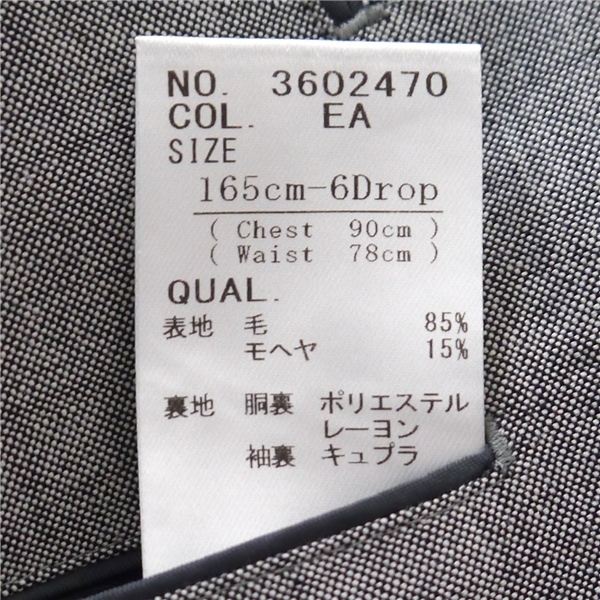 NO. 3602470
COL. EA
SIZE
165cm-6Drop
( Chest 90cm )
( Waist 78cm )
QUAL.
表地 毛 85%
モヘヤ 15%
裏地 胴裏 ポリエステル
レーヨン
袖裏 キュプラ